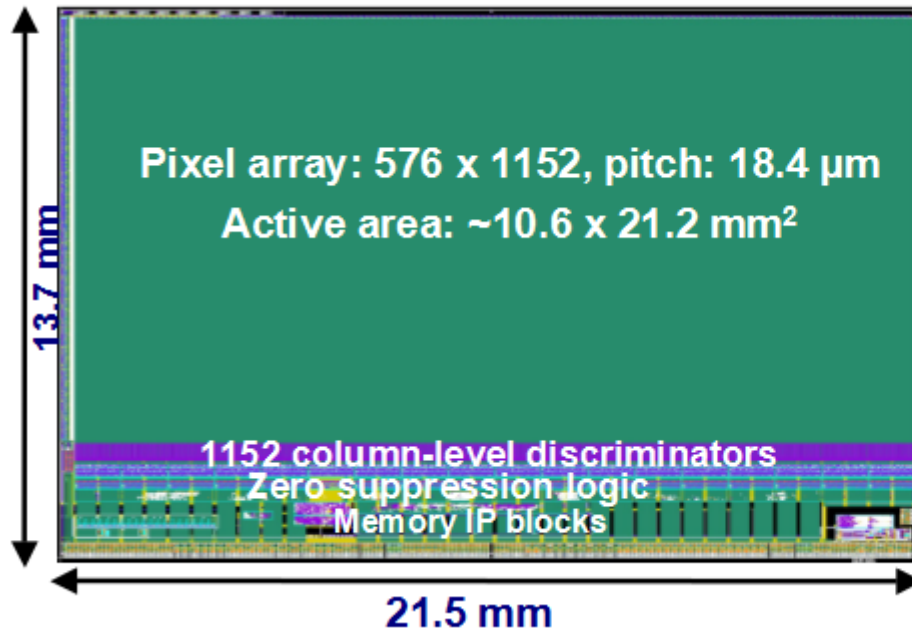 Pixel array: 576 x 1152, pitch: 18.4 µm
Active area: ~10.6 x 21.2 mm²
13.7 mm
1152 column-level discriminators
Zero suppression logic
Memory IP blocks
21.5 mm